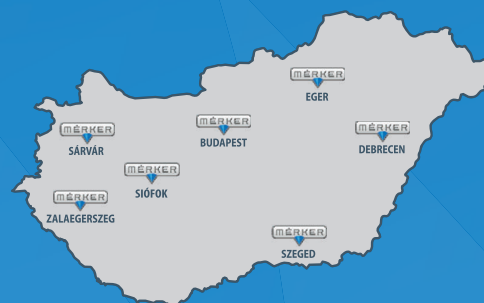 MÉRKER
EGER
MÉRKER
BUDAPEST
MÉRKER
DEBRECEN
MÉRKER
SÁRVÁR
MÉRKER
SIÓFOK
MÉRKER
ZALAEGERSZEG
MÉRKER
SZEGED